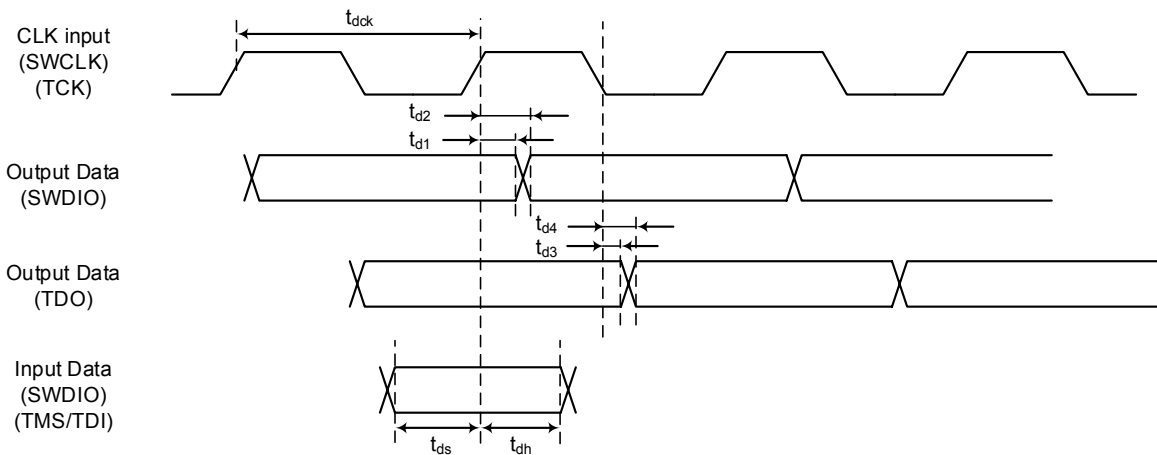 CLK input
(SWCLK)
(TCK)
tdck
td2
td1
Output Data
(SWDIO)
td4
td3
Output Data
(TDO)
Input Data
(SWDIO)
(TMS/TDI)
tds
tdh